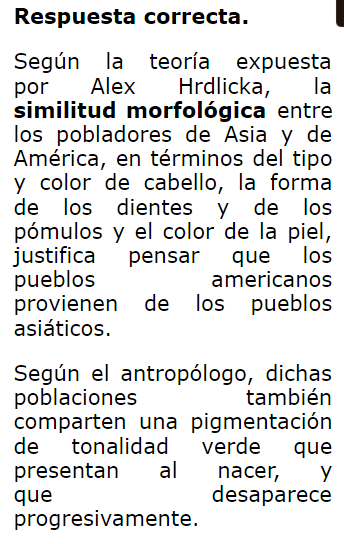 Respuesta correcta.
Según la teoría expuesta
por Alex Hrdlicka, la
similitud morfológica entre
los pobladores de Asia y de
América, en términos del tipo
y color de cabello, la forma
de los dientes y de los
pómulos y el color de la piel,
justifica pensar que los
pueblos americanos
provienen de los pueblos
asiáticos.
Según el antropólogo, dichas
poblaciones también
comparten una pigmentación
de tonalidad verde que
presentan al nacer, y
que desaparece
progresivamente.